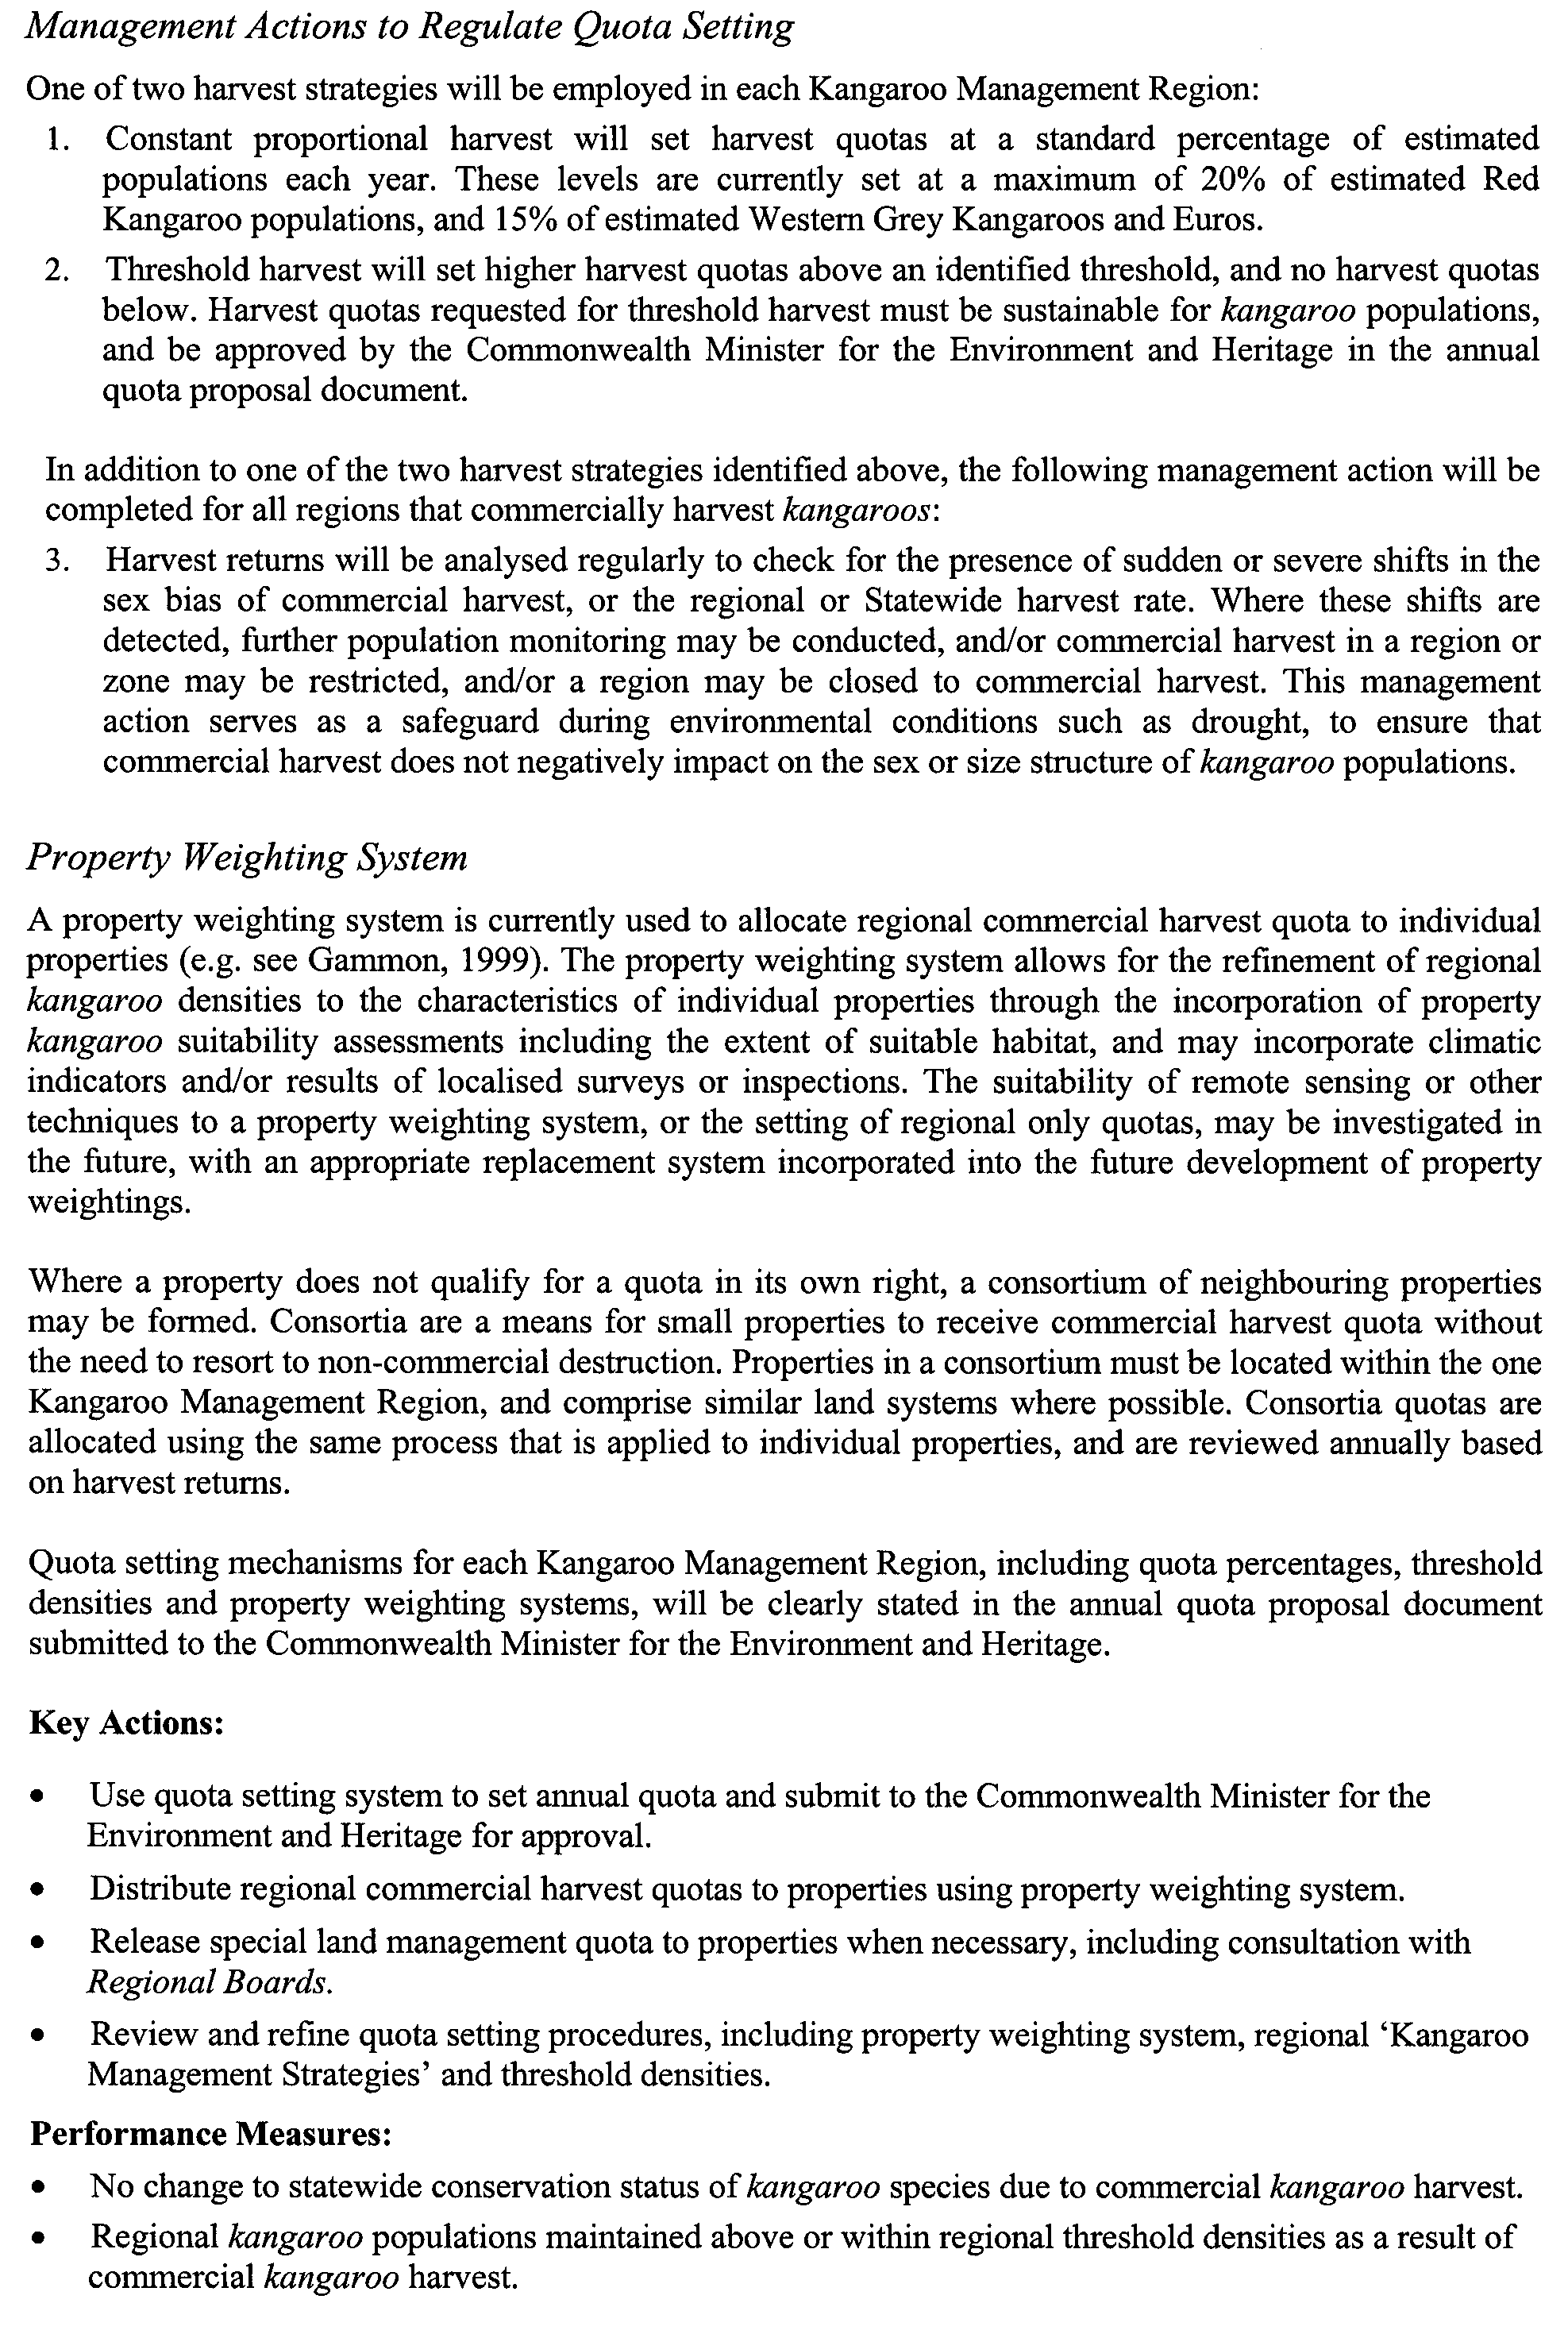 Management Actions to Regulate Quota Setting
One of two harvest strategies will be employed in each Kangaroo Management Region:
1. Constant proportional harvest will set harvest quotas at a standard percentage of estimated
populations each year. These levels are currently set at a maximum of 20% of estimated Red
Kangaroo populations, and 15% of estimated Western Grey Kangaroos and Euros.
2. Threshold harvest will set higher harvest quotas above an identified threshold, and no harvest quotas
below. Harvest quotas requested for threshold harvest must be sustainable for kangaroo populations,
and be approved by the Commonwealth Minister for the Environment and Heritage in the annual
quota proposal document.
In addition to one of the two harvest strategies identified above, the following management action will be
completed for all regions that commercially harvest kangaroos:
3. Harvest returns will be analysed regularly to check for the presence of sudden or severe shifts in the
sex bias of commercial harvest, or the regional or Statewide harvest rate. Where these shifts are
detected, further population monitoring may be conducted, and/or commercial harvest in a region or
zone may be restricted, and/or a region may be closed to commercial harvest. This management
action serves as a safeguard during environmental conditions such as drought, to ensure that
commercial harvest does not negatively impact on the sex or size structure of kangaroo populations.
Property Weighting System
A property weighting system is currently used to allocate regional commercial harvest quota to individual
properties (e.g. see Gammon, 1999). The property weighting system allows for the refinement of regional
kangaroo densities to the characteristics of individual properties through the incorporation of property
kangaroo suitability assessments including the extent of suitable habitat, and may incorporate climatic
indicators and/or results of localised surveys or inspections. The suitability of remote sensing or other
techniques to a property weighting system, or the setting of regional only quotas, may be investigated in
the future, with an appropriate replacement system incorporated into the future development of property
weightings.
Where a property does not qualify for a quota in its own right, a consortium of neighbouring properties
may be formed. Consortia are a means for small properties to receive commercial harvest quota without
the need to resort to non-commercial destruction. Properties in a consortium must be located within the one
Kangaroo Management Region, and comprise similar land systems where possible. Consortia quotas are
allocated using the same process that is applied to individual properties, and are reviewed annually based
on harvest returns.
Quota setting mechanisms for each Kangaroo Management Region, including quota percentages, threshold
densities and property weighting systems, will be clearly stated in the annual quota proposal document
submitted to the Commonwealth Minister for the Environment and Heritage.
Key Actions:
• Use quota setting system to set annual quota and submit to the Commonwealth Minister for the
Environment and Heritage for approval.
• Distribute regional commercial harvest quotas to properties using property weighting system.
• Release special land management quota to properties when necessary, including consultation with
Regional Boards.
• Review and refine quota setting procedures, including property weighting system, regional ‘Kangaroo
Management Strategies’ and threshold densities.
Performance Measures:
• No change to statewide conservation status of kangaroo species due to commercial kangaroo harvest.
• Regional kangaroo populations maintained above or within regional threshold densities as a result of
commercial kangaroo harvest.